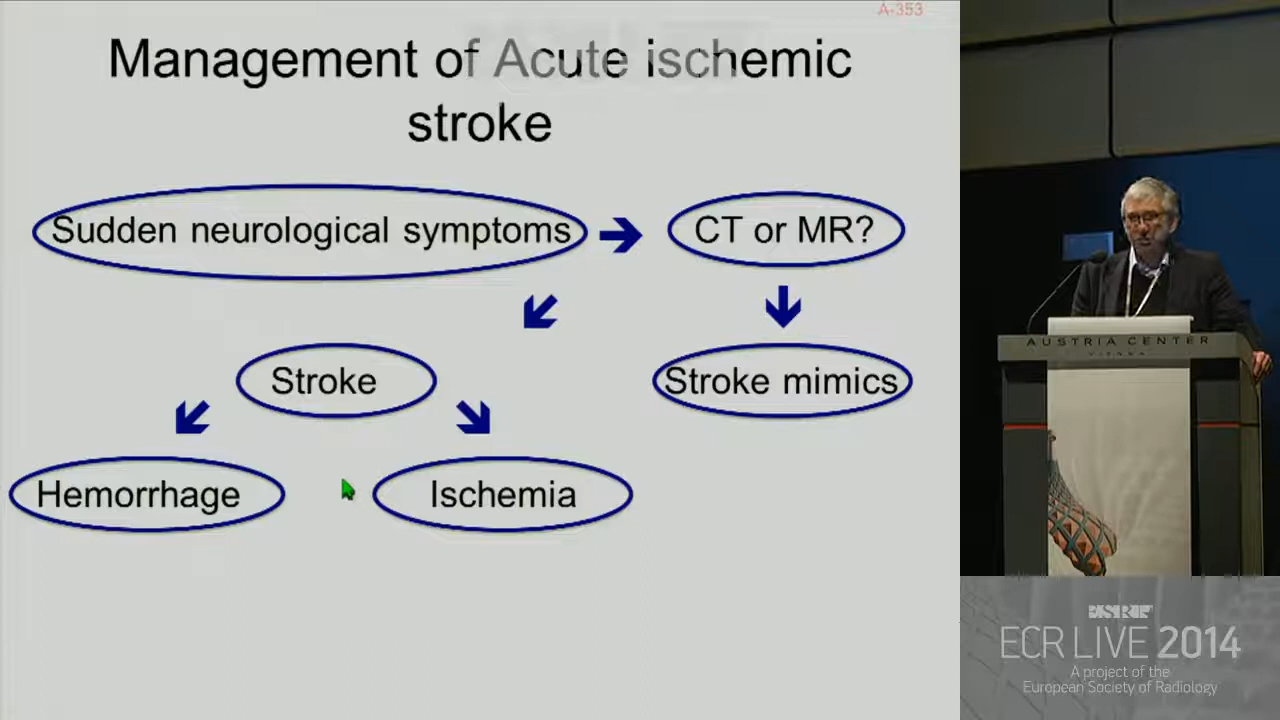 A-353
Management of Acute ischemic
stroke
Sudden neurological symptoms
CT or MR?
Stroke
Stroke mimics
Hemorrhage
Ischemia
AUSTRIA CENTER
VIENNA
ECR LIVE 2014
A project of the
European Society of Radiology